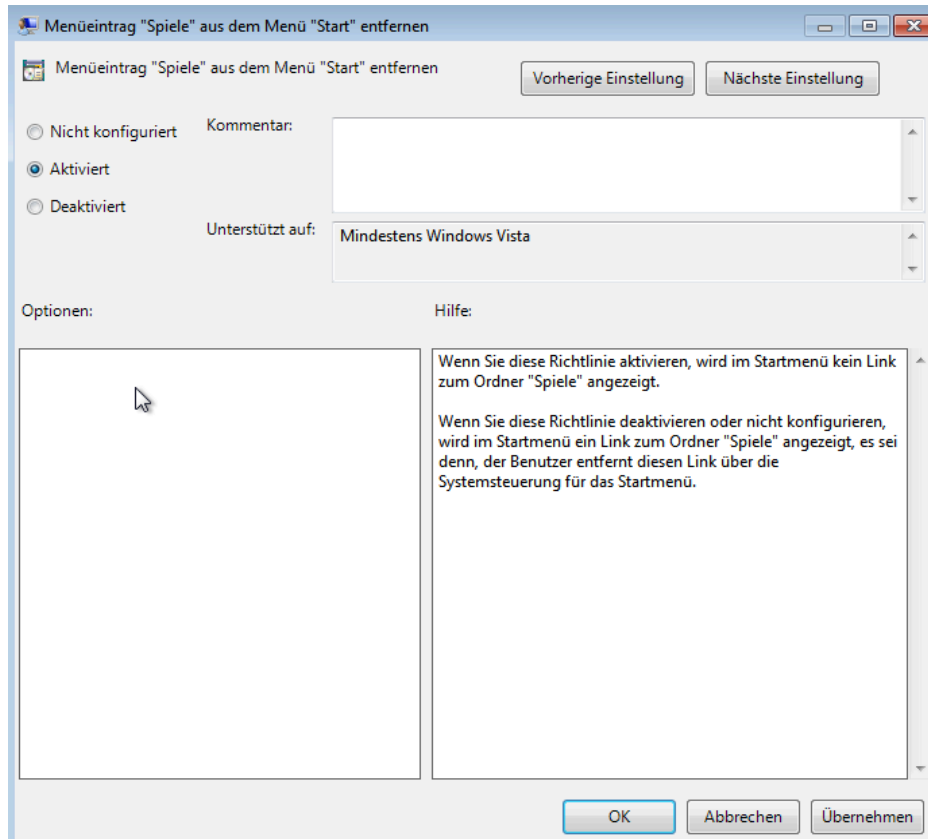 Menüeintrag "Spiele" aus dem Menü "Start" entfernen
Menüeintrag "Spiele" aus dem Menü "Start" entfernen
Vorherige Einstellung
Nächste Einstellung
Nicht konfiguriert
Kommentar:
Aktiviert
Deaktiviert
Unterstützt auf:
Mindestens Windows Vista
Optionen:
Hilfe:
Wenn Sie diese Richtlinie aktivieren, wird im Startmenü kein Link
zum Ordner "Spiele" angezeigt.
Wenn Sie diese Richtlinie deaktivieren oder nicht konfigurieren,
wird im Startmenü ein Link zum Ordner "Spiele" angezeigt, es sei
denn, der Benutzer entfernt diesen Link über die
Systemsteuerung für das Startmenü.
OK
Abbrechen
Übernehmen